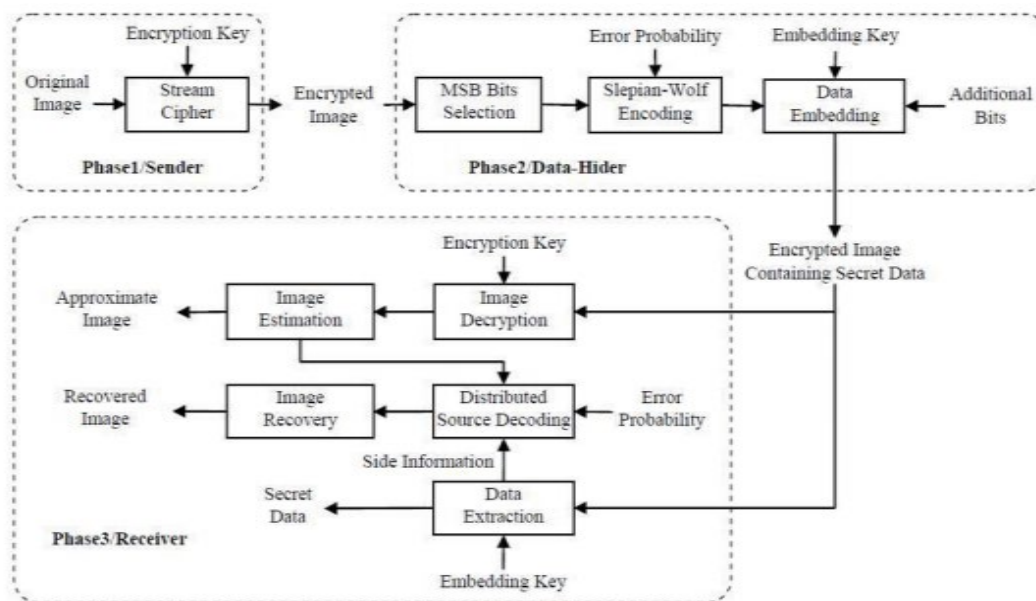 Encryption Key
Original
Image
Stream
Cipher
Encrypted
Image
Phase1/Sender
Error Probability
Embedding Key
MSB Bits
Selection
Slepian-Wolf
Encoding
Data
Embedding
Additional
Bits
Phase2/Data-Hider
Encrypted Image
Containing Secret Data
Encryption Key
Approximate
Image
Image
Estimation
Image
Decryption
Recovered
Image
Image
Recovery
Distributed
Source Decoding
Error
Probability
Side Information
Secret
Data
Data
Extraction
Phase3/Receiver
Embedding Key